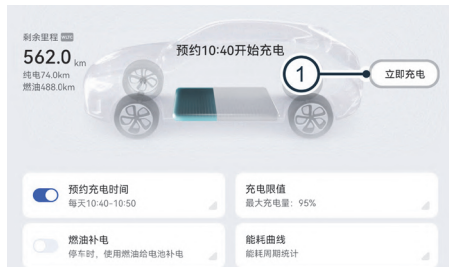 剩余里程
562.0 km
纯电74.0km
燃油488.0km
预约10:40开始充电
1
立即充电
预约充电时间
每天10:40-10:50
充电限值
最大充电量：95%
燃油补电
停车时，使用燃油给电池补电
能耗曲线
能耗周期统计